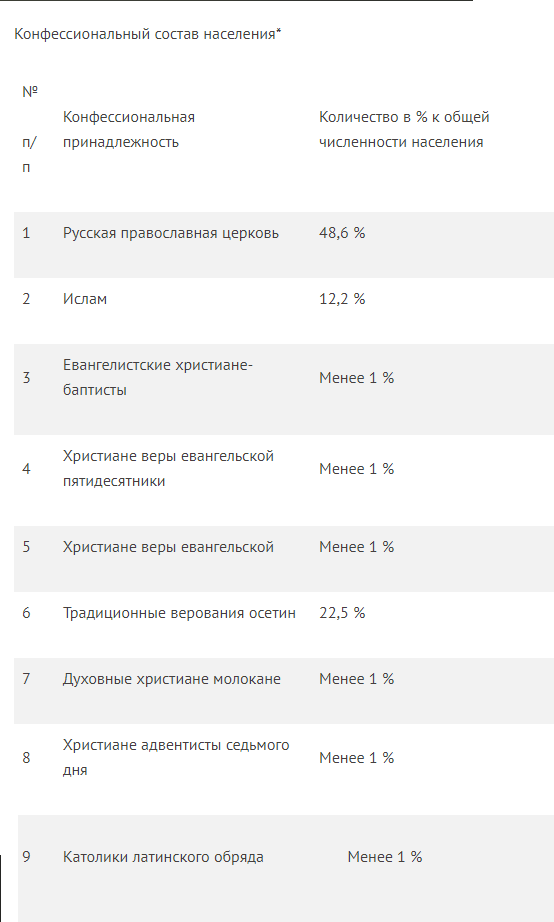 Конфессиональный состав населения*
№
п/
п
Конфессиональная
принадлежность
Количество в % к общей
численности населения
1 Русская православная церковь 48,6 %
2 Ислам 12,2 %
3 Евангелистские христиане-
баптисты Менее 1 %
4 Христиане веры евангельской
пятидесятники Менее 1 %
5 Христиане веры евангельской Менее 1 %
6 Традиционные верования осетин 22,5 %
7 Духовные христиане молокане Менее 1 %
8 Христиане адвентисты седьмого
дня Менее 1 %
9 Католики латинского обряда Менее 1 %